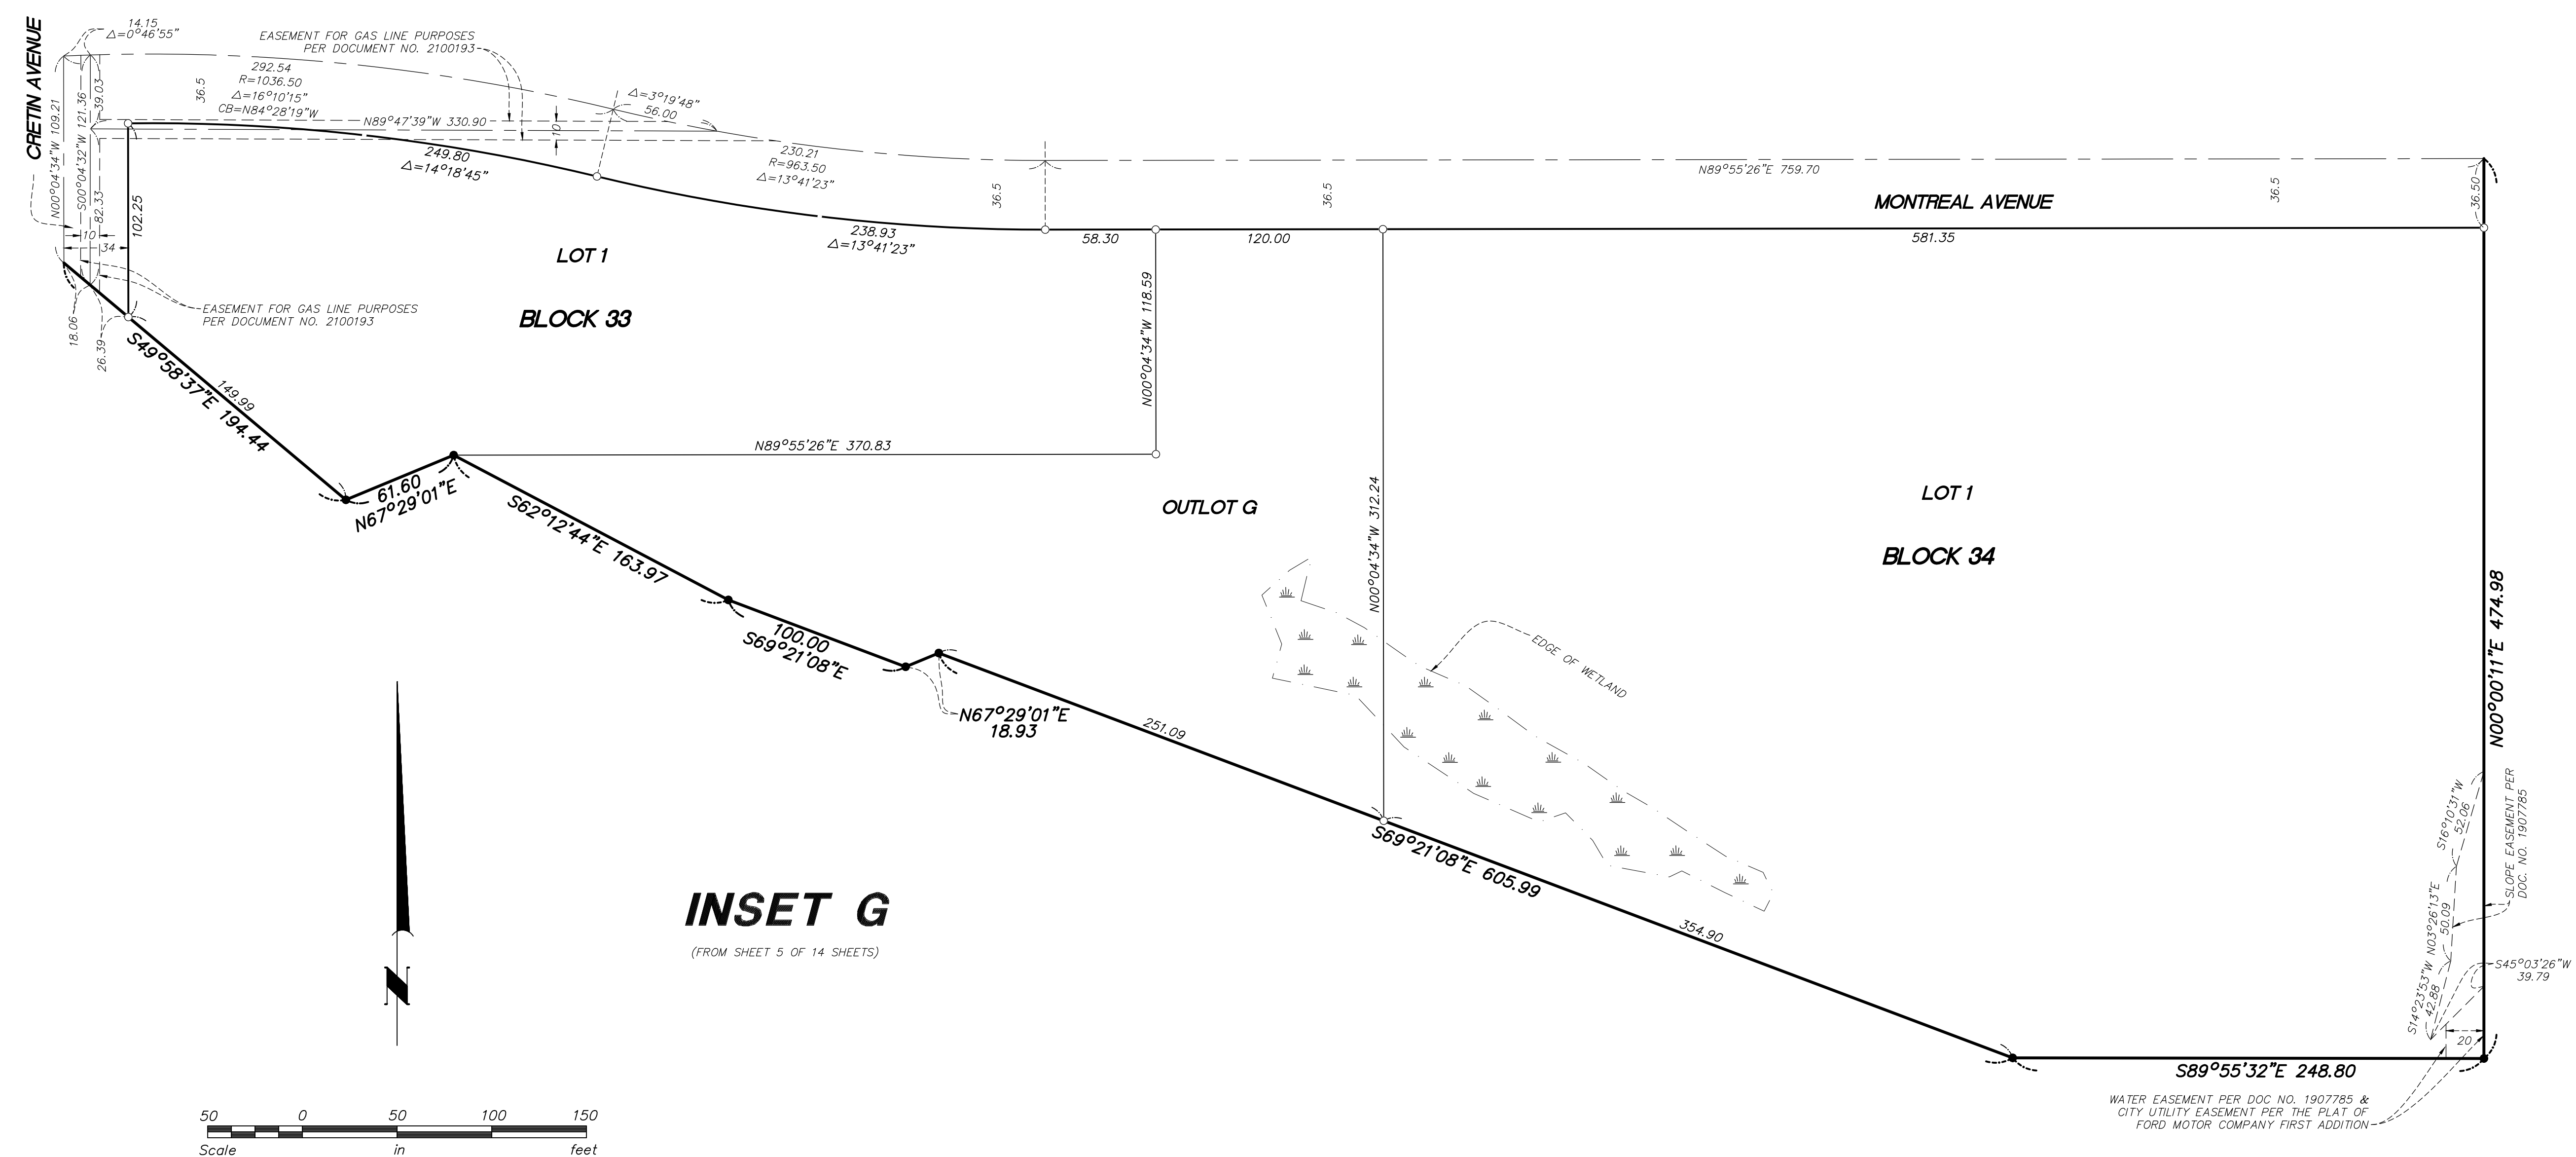 CRETIN AVENUE
14.15
△=0°46'55"
EASEMENT FOR GAS LINE PURPOSES
PER DOCUMENT NO. 2100193
N00°04'34"W 109.21
S00°04'32"W 121.36
39.03
82.33
36.5
292.54
R=1036.50
△=16°10'15"
CB=N84°28'19"W
N89°47'39"W 330.90
10
△=3°19'48"
56.00
230.21
R=963.50
△=13°41'23"
249.80
△=14°18'45"
102.25
10
34
36.5
36.5
N89°55'26"E 759.70
MONTREAL AVENUE
36.5
36.50
238.93
△=13°41'23"
58.30
120.00
581.35
LOT 1
BLOCK 33
EASEMENT FOR GAS LINE PURPOSES
PER DOCUMENT NO. 2100193
18.06
26.39
S49°58'37"E 194.44
149.99
N00°04'34"W 118.59
N89°55'26"E 370.83
61.60
N67°29'01"E
S62°12'44"E 163.97
OUTLOT G
N00°04'34"W 312.24
LOT 1
BLOCK 34
100.00
S69°21'08"E
N67°29'01"E
18.93
251.09
EDGE OF WETLAND
N00°00'11"E 474.98
S69°21'08"E 605.99
354.90
S16°10'31"W
52.06
SLOPE EASEMENT PER
DOC. NO. 1907785
N03°26'13"E
50.09
S14°23'53"W
42.88
S45°03'26"W
39.79
20
S89°55'32"E 248.80
WATER EASEMENT PER DOC NO. 1907785 &
CITY UTILITY EASEMENT PER THE PLAT OF
FORD MOTOR COMPANY FIRST ADDITION
INSET G
(FROM SHEET 5 OF 14 SHEETS)
N
50 0 50 100 150
Scale in feet